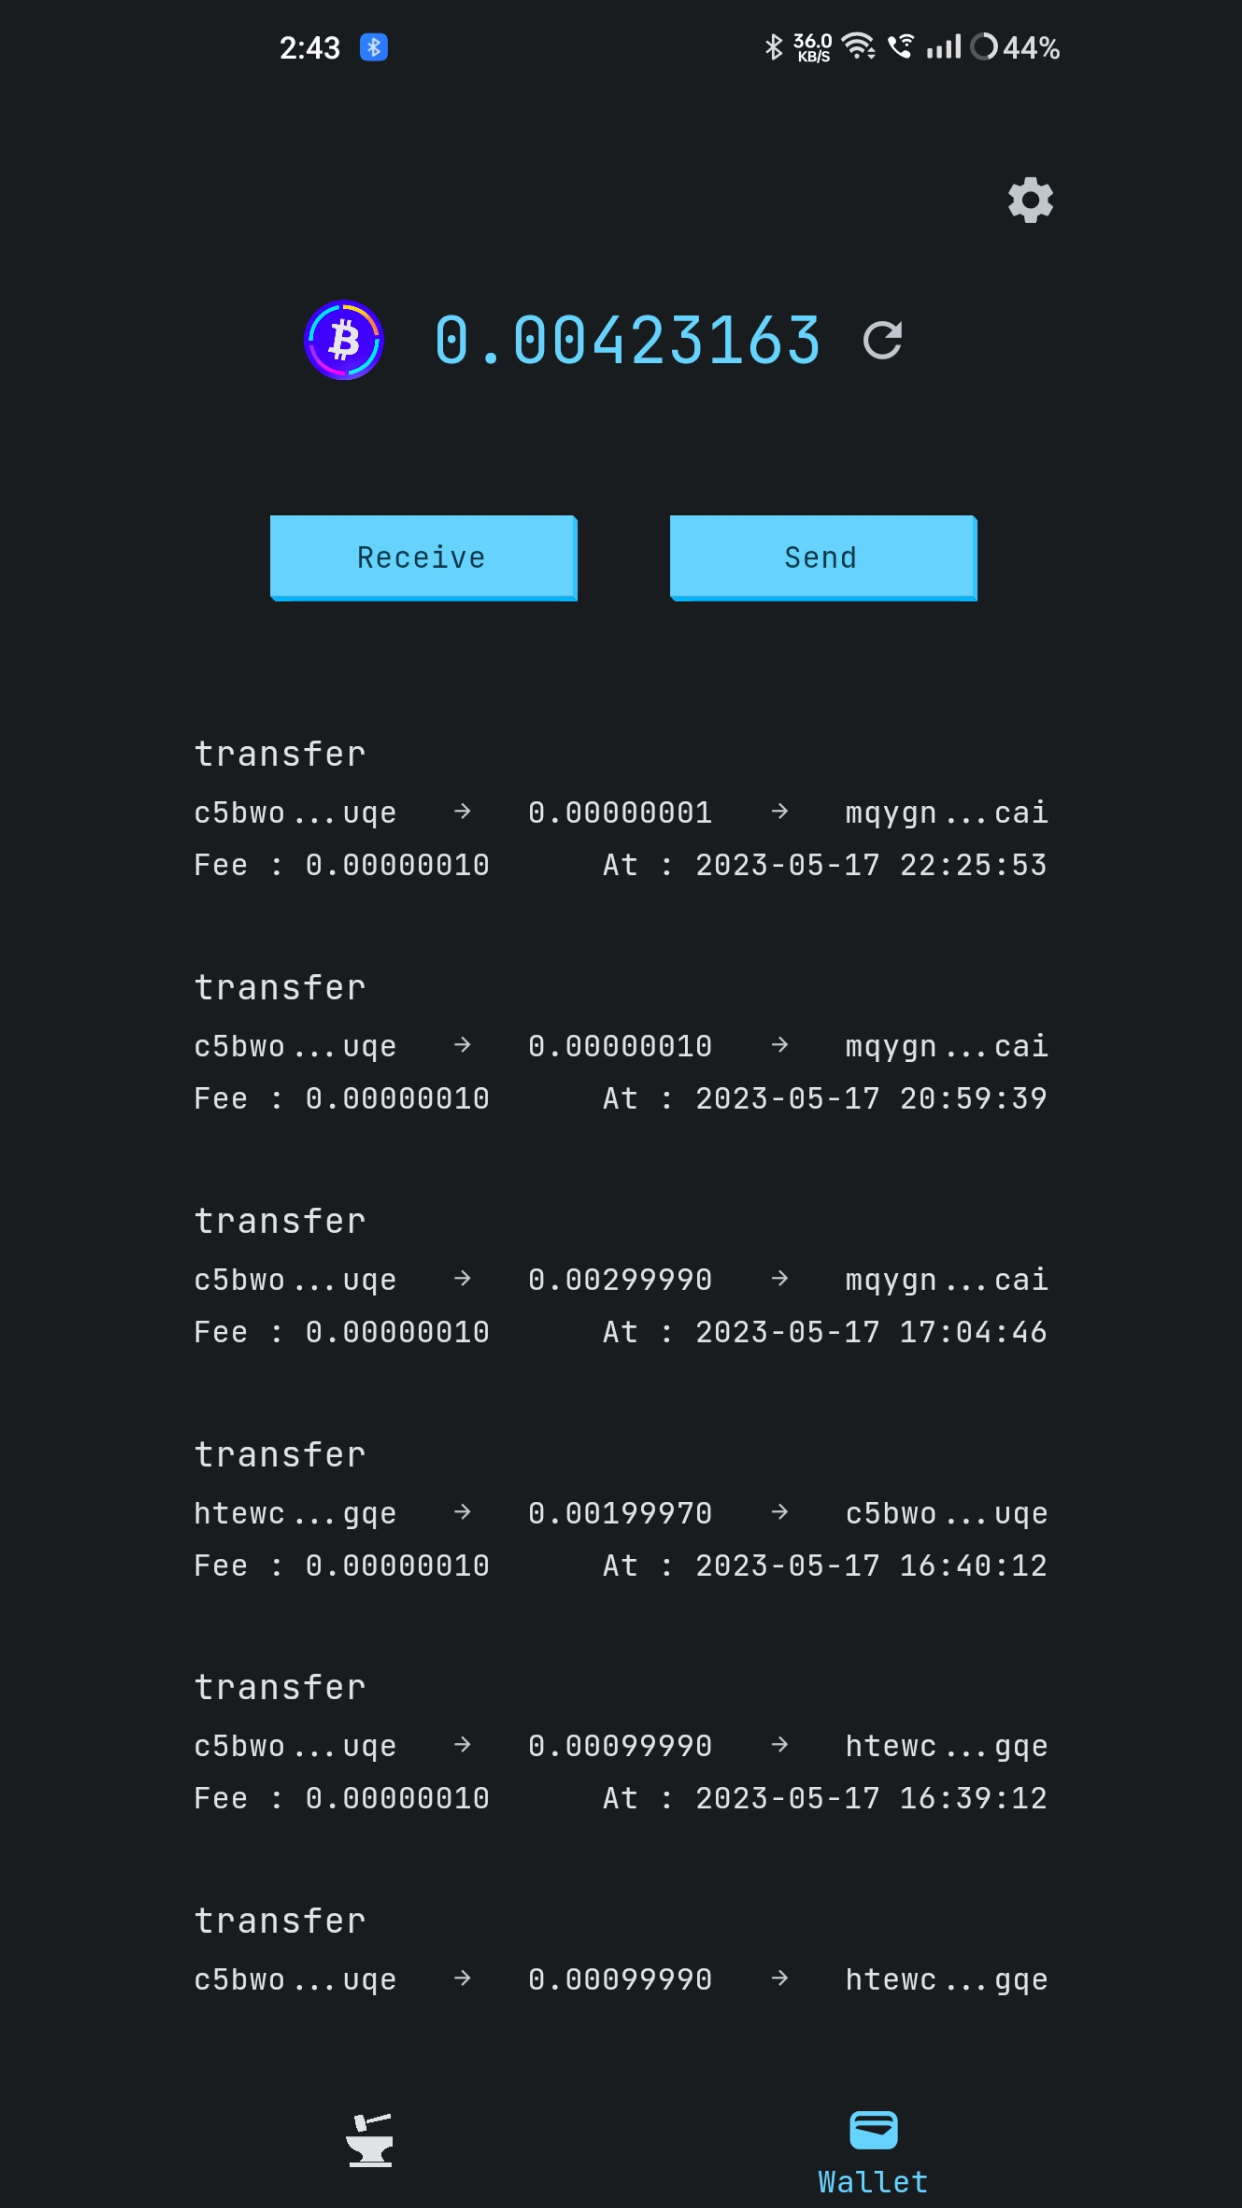 2:43 36.0 KB/S 44%
0.00423163
Receive Send
transfer
c5bwo...uqe → 0.00000001 → mqygn...cai
Fee : 0.00000010 At : 2023-05-17 22:25:53
transfer
c5bwo...uqe → 0.00000010 → mqygn...cai
Fee : 0.00000010 At : 2023-05-17 20:59:39
transfer
c5bwo...uqe → 0.00299990 → mqygn...cai
Fee : 0.00000010 At : 2023-05-17 17:04:46
transfer
htewc...gqe → 0.00199970 → c5bwo...uqe
Fee : 0.00000010 At : 2023-05-17 16:40:12
transfer
c5bwo...uqe → 0.00099990 → htewc...gqe
Fee : 0.00000010 At : 2023-05-17 16:39:12
transfer
c5bwo...uqe → 0.00099990 → htewc...gqe
Wallet